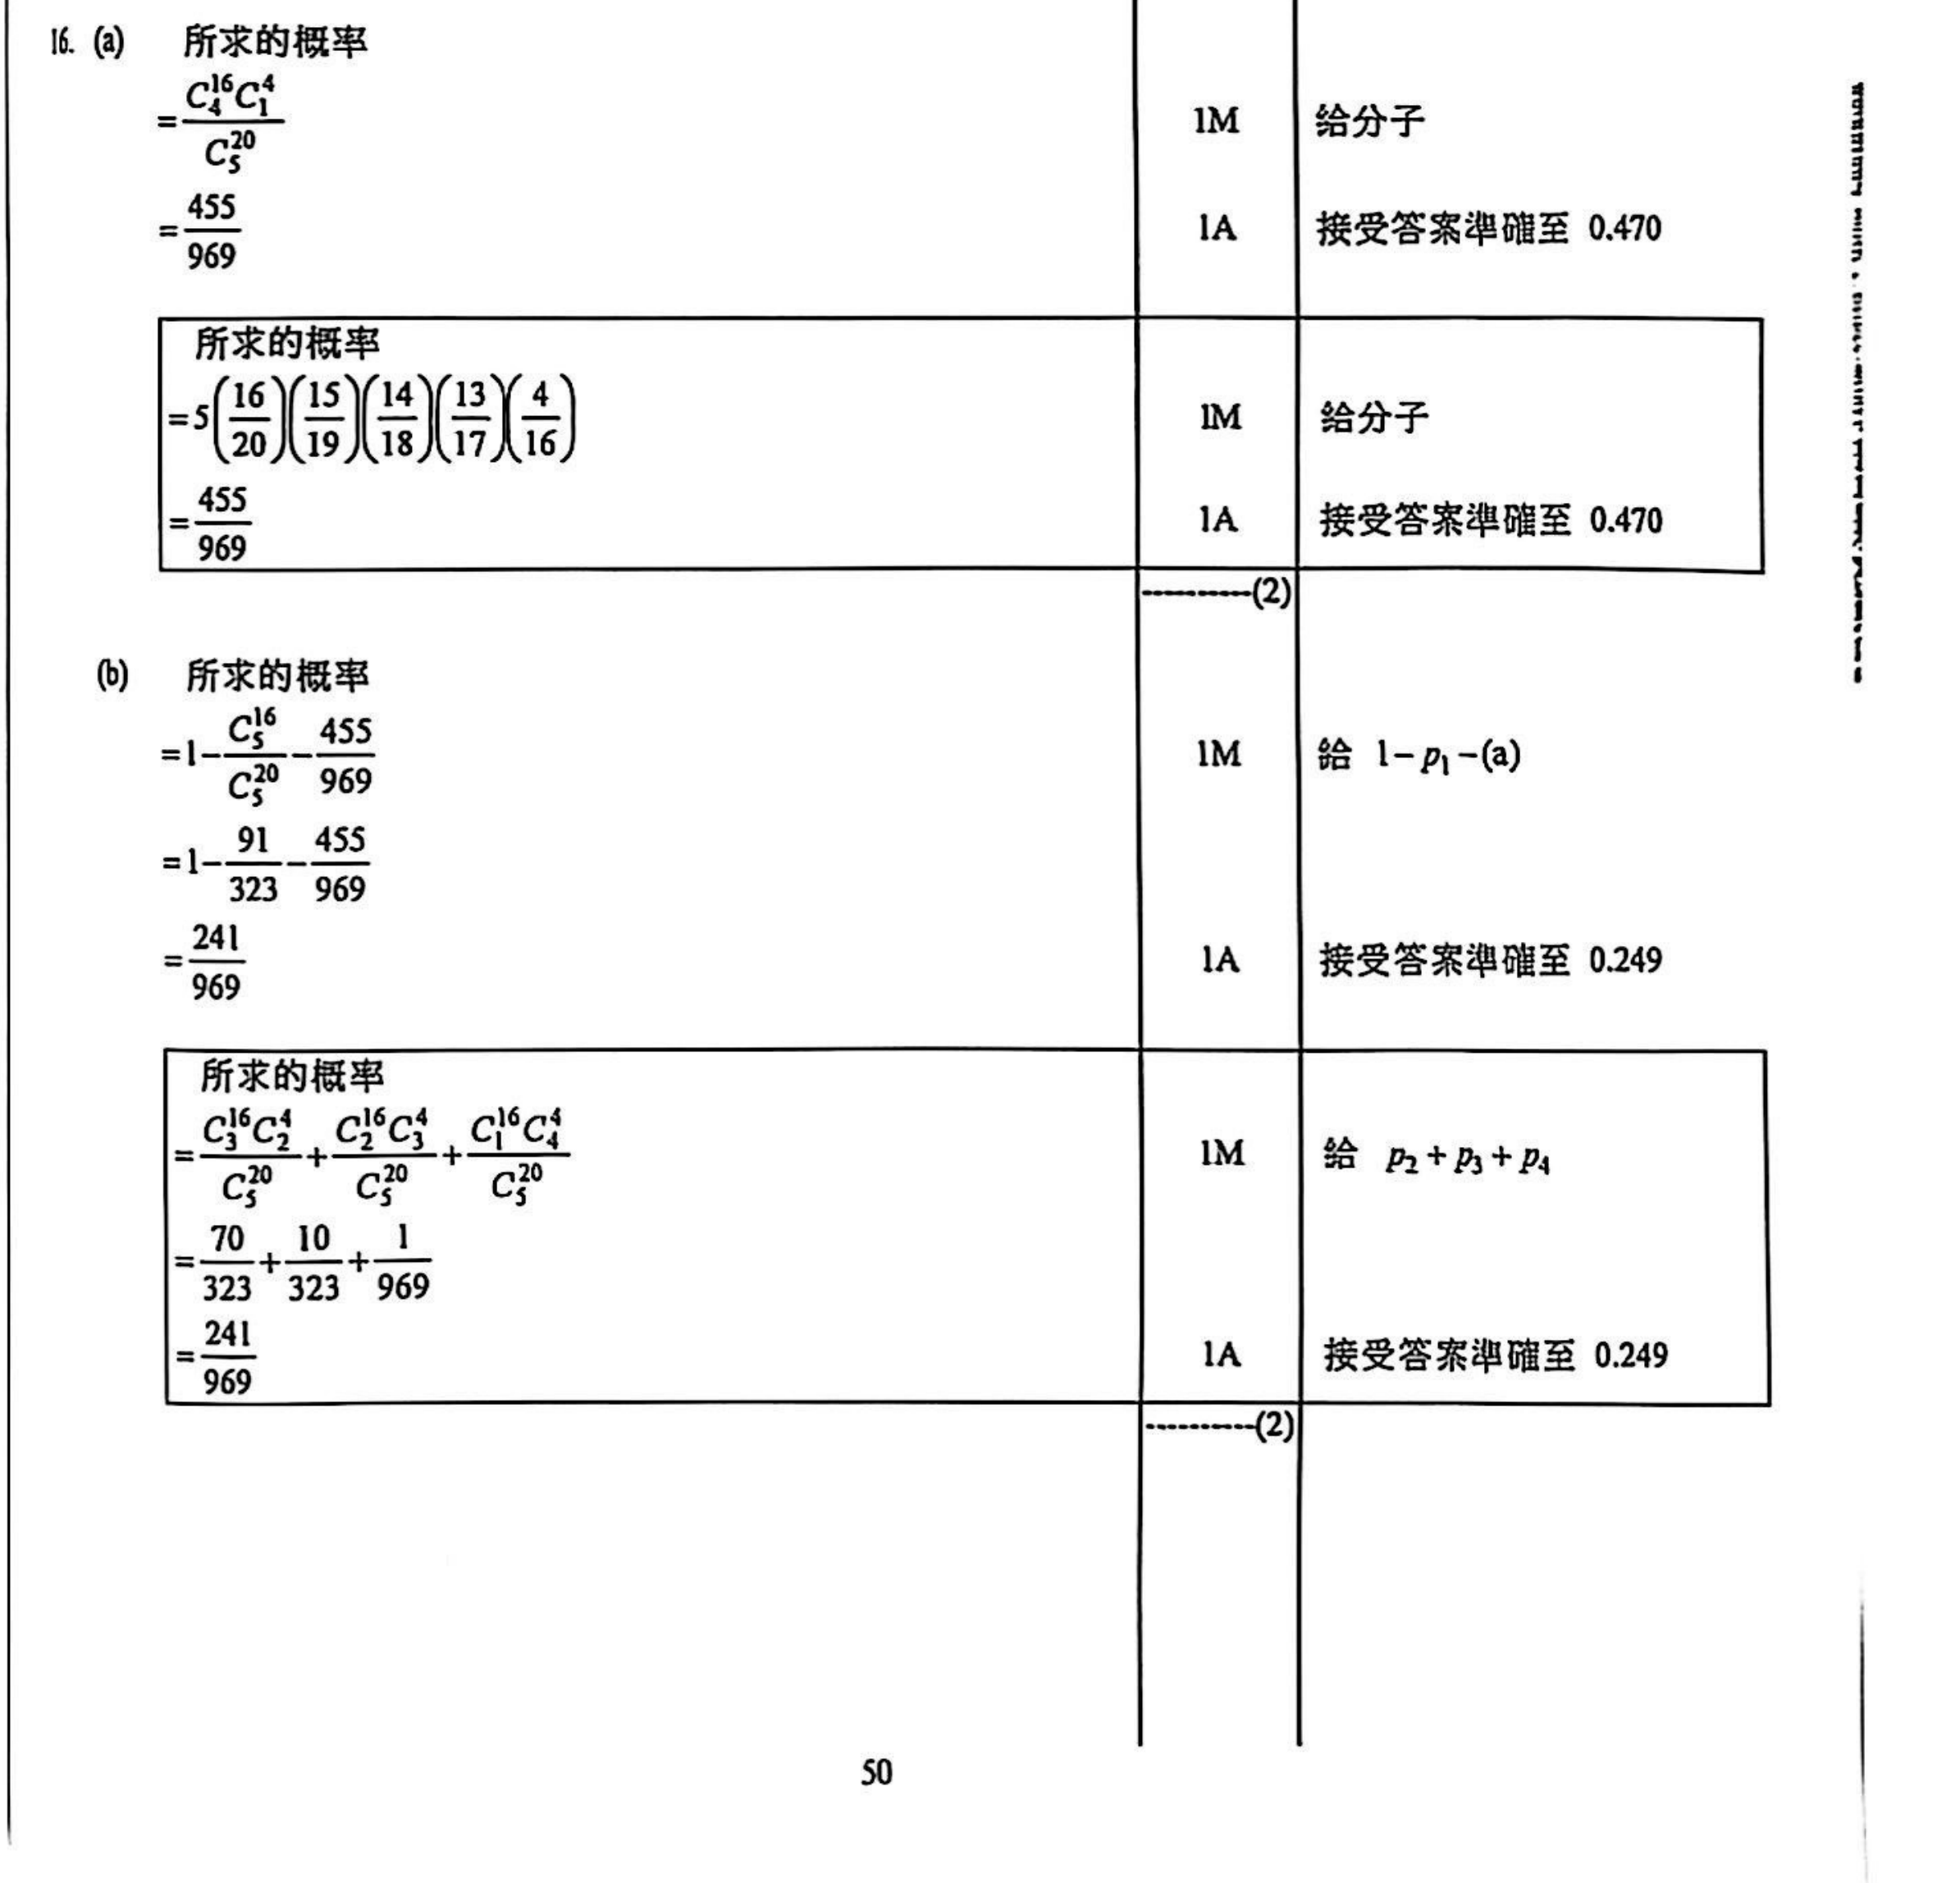 16. (a) 所求的概率
= C₄¹⁶C₁⁴ / C₅²⁰ 1M 給分子
= 455/969 1A 接受答案準確至 0.470
所求的概率
= 5(16/20)(15/19)(14/18)(13/17)(4/16) 1M 給分子
= 455/969 1A 接受答案準確至 0.470
----------(2)
(b) 所求的概率
= 1 − C₅¹⁶/C₅²⁰ − 455/969 1M 給 1 − p₁ − (a)
= 1 − 91/323 − 455/969
= 241/969 1A 接受答案準確至 0.249
所求的概率
= C₃¹⁶C₂⁴/C₅²⁰ + C₂¹⁶C₃⁴/C₅²⁰ + C₁¹⁶C₄⁴/C₅²⁰ 1M 給 p₂ + p₃ + p₄
= 70/323 + 10/323 + 1/969
= 241/969 1A 接受答案準確至 0.249
----------(2)
50